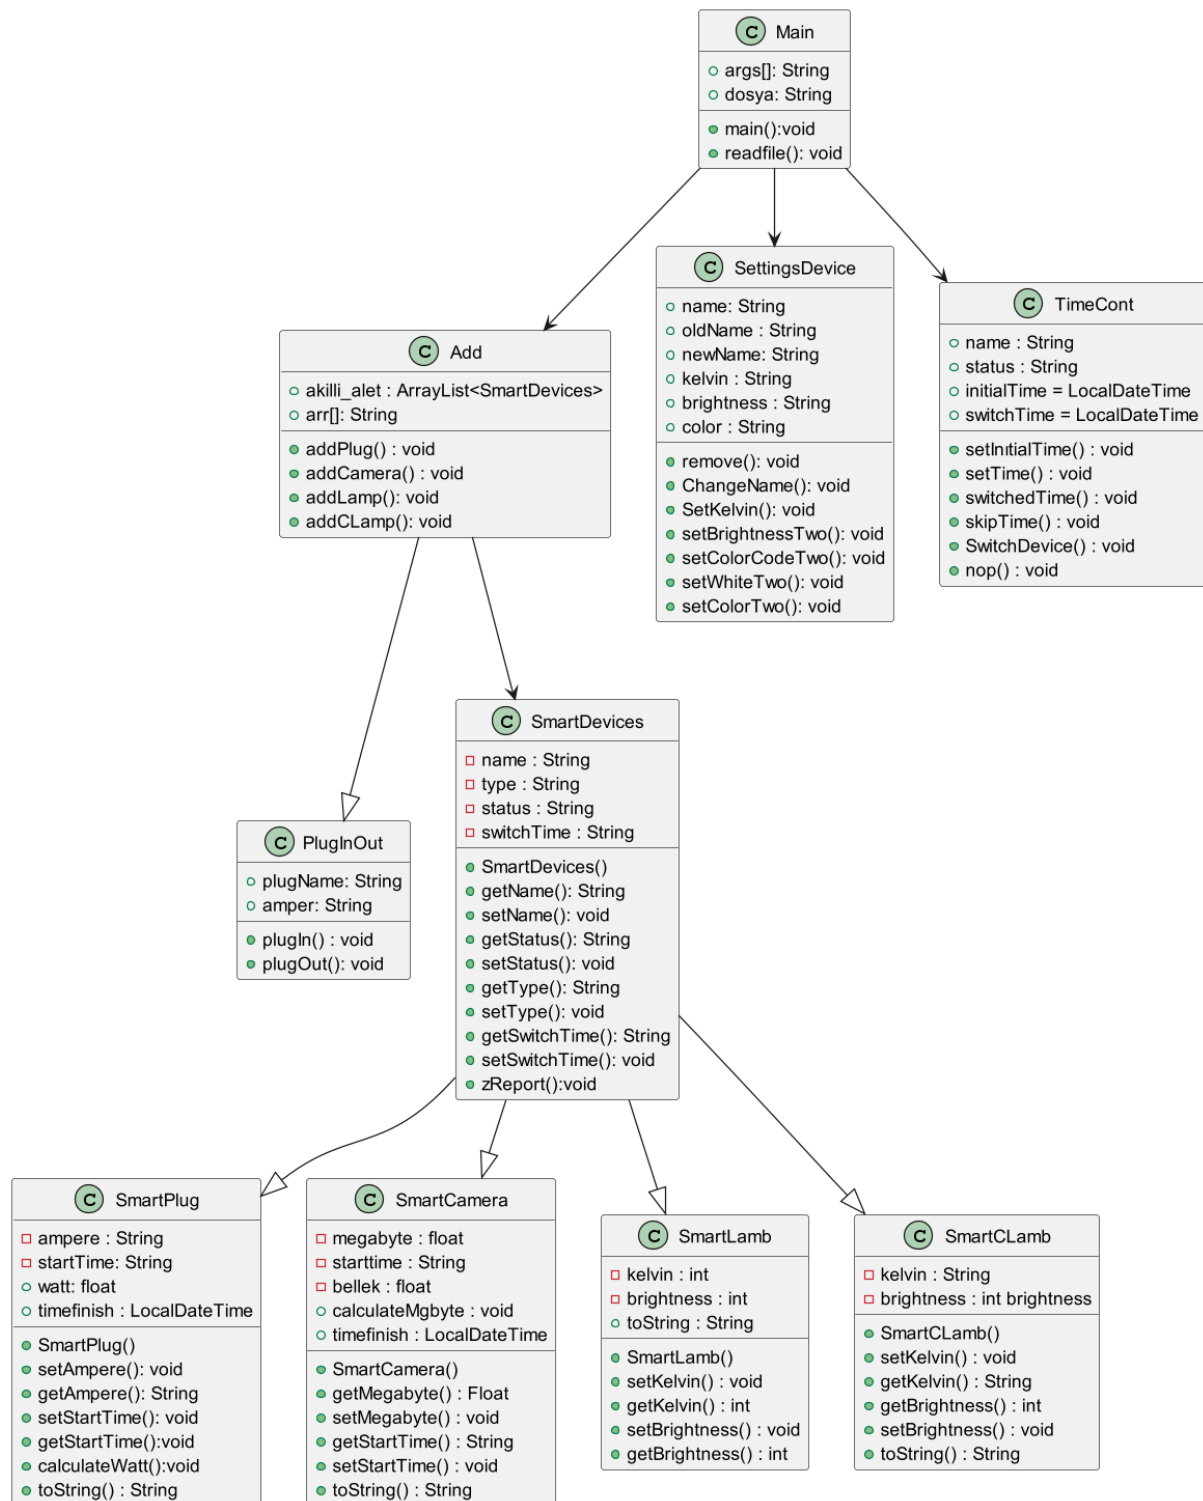 C Main
args[]: String
dosya: String
main():void
readfile(): void
C SettingsDevice
name: String
oldName : String
newName: String
kelvin : String
brightness : String
color : String
remove(): void
ChangeName(): void
SetKelvin(): void
setBrightnessTwo(): void
setColorCodeTwo(): void
setWhiteTwo(): void
setColorTwo(): void
C TimeCont
name : String
status : String
initialTime = LocalDateTime
switchTime = LocalDateTime
setInıtialTime() : void
setTime() : void
switchedTime() : void
skipTime() : void
SwitchDevice() : void
nop() : void
C Add
akilli_alet : ArrayList<SmartDevices>
arr[]: String
addPlug() : void
addCamera() : void
addLamp(): void
addCLamp(): void
C SmartDevices
name : String
type : String
status : String
switchTime : String
SmartDevices()
getName(): String
setName(): void
getStatus(): String
setStatus(): void
getType(): String
setType(): void
getSwitchTime(): String
setSwitchTime(): void
zReport():void
C PlugInOut
plugName: String
amper: String
plugIn() : void
plugOut(): void
C SmartPlug
ampere : String
startTime: String
watt: float
timefinish : LocalDateTime
SmartPlug()
setAmpere(): void
getAmpere(): String
setStartTime(): void
getStartTime():void
calculateWatt():void
toString() : String
C SmartCamera
megabyte : float
starttime : String
bellek : float
calculateMgbyte : void
timefinish : LocalDateTime
SmartCamera()
getMegabyte() : Float
setMegabyte() : void
getStartTime() : String
setStartTime() : void
toString() : String
C SmartLamb
kelvin : int
brightness : int
toString : String
SmartLamb()
setKelvin() : void
getKelvin() : int
setBrightness() : void
getBrightness() : int
C SmartCLamb
kelvin : String
brightness : int brightness
SmartCLamb()
setKelvin() : void
getKelvin() : String
getBrightness() : int
setBrightness() : void
toString() : String